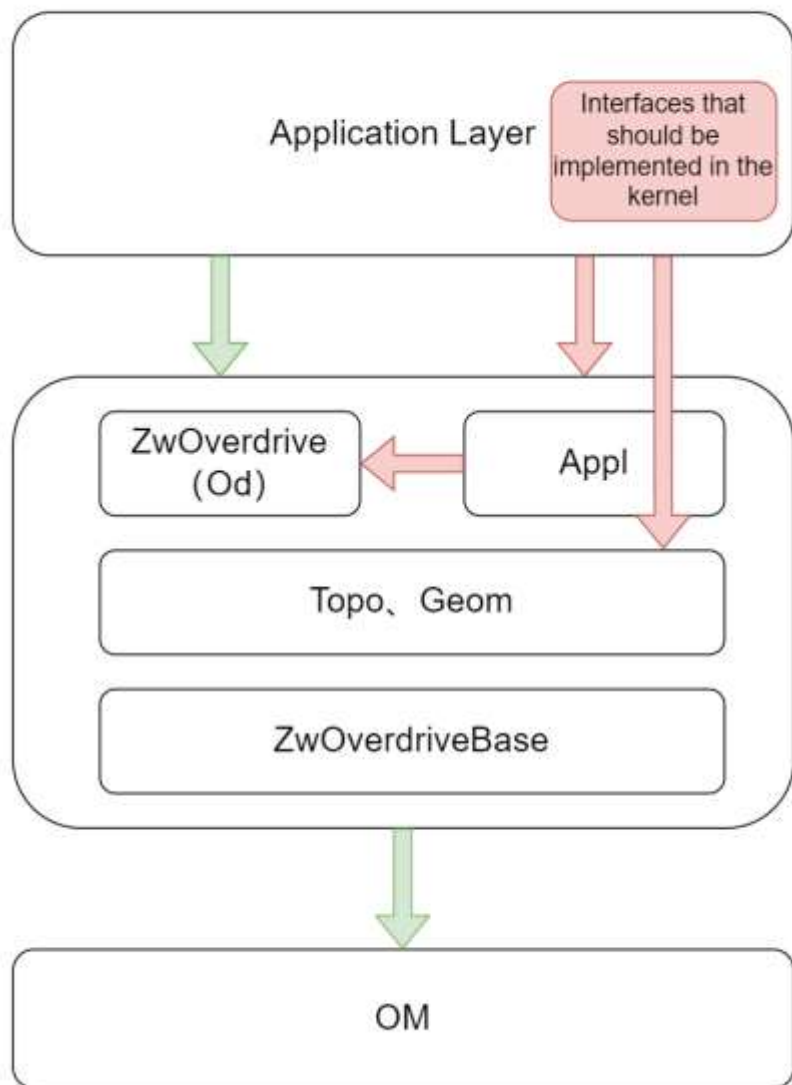 Application Layer
Interfaces that
should be
implemented in the
kernel
ZwOverdrive
(Od)
Appl
Topo、Geom
ZwOverdriveBase
OM